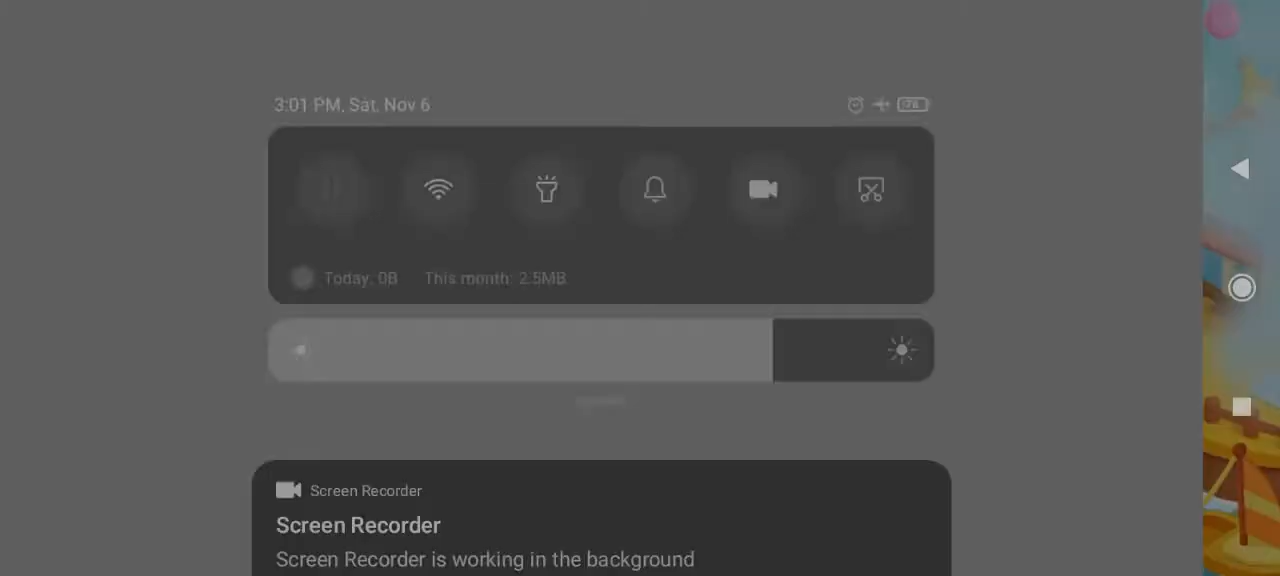 3:01 PM, Sat, Nov 6
78
Today: 0B This month: 2.5MB
Screen Recorder
Screen Recorder
Screen Recorder is working in the background